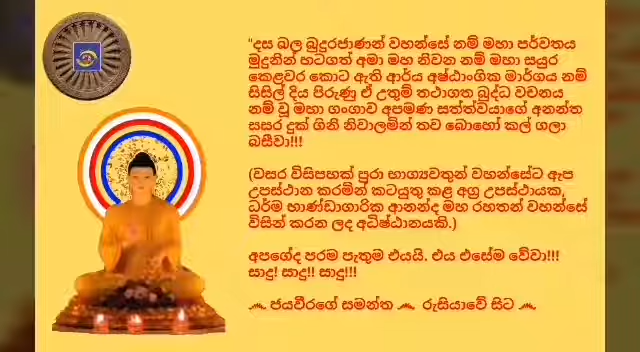 "දස බල බුදුරජාණන් වහන්සේ නම් මහා පර්වතය
මුදුනින් හටගත් අමා මහ නිවන නම් මහා සයුර
කෙළවර කොට ඇති ආර්ය අෂ්ඨාංගික මාර්ගය නම්
සිසිල් දිය පිරුණු ඒ උතුම් තථාගත බුද්ධ වචනය
නම් වූ මහා ගංගාව අපමණ සත්ත්වයාගේ අනන්ත
සසර දුක් ගිනි නිවාලමින් තව බොහෝ කල් ගලා
බසීවා!!!
(වසර විසිපහක් පුරා භාග්‍යවතුන් වහන්සේට ඇප
උපස්ථාන කරමින් කටයුතු කළ අග්‍ර උපස්ථායක,
ධර්ම භාණ්ඩාගාරික ආනන්ද මහ රහතන් වහන්සේ
විසින් කරන ලද අධිෂ්ඨානයකි.)
අපගේද පරම පැතුම එයයි. එය එසේම වේවා!!!
සාදු! සාදු!! සාදු!!!
ජයවීරගේ සමන්ත රුසියාවේ සිට